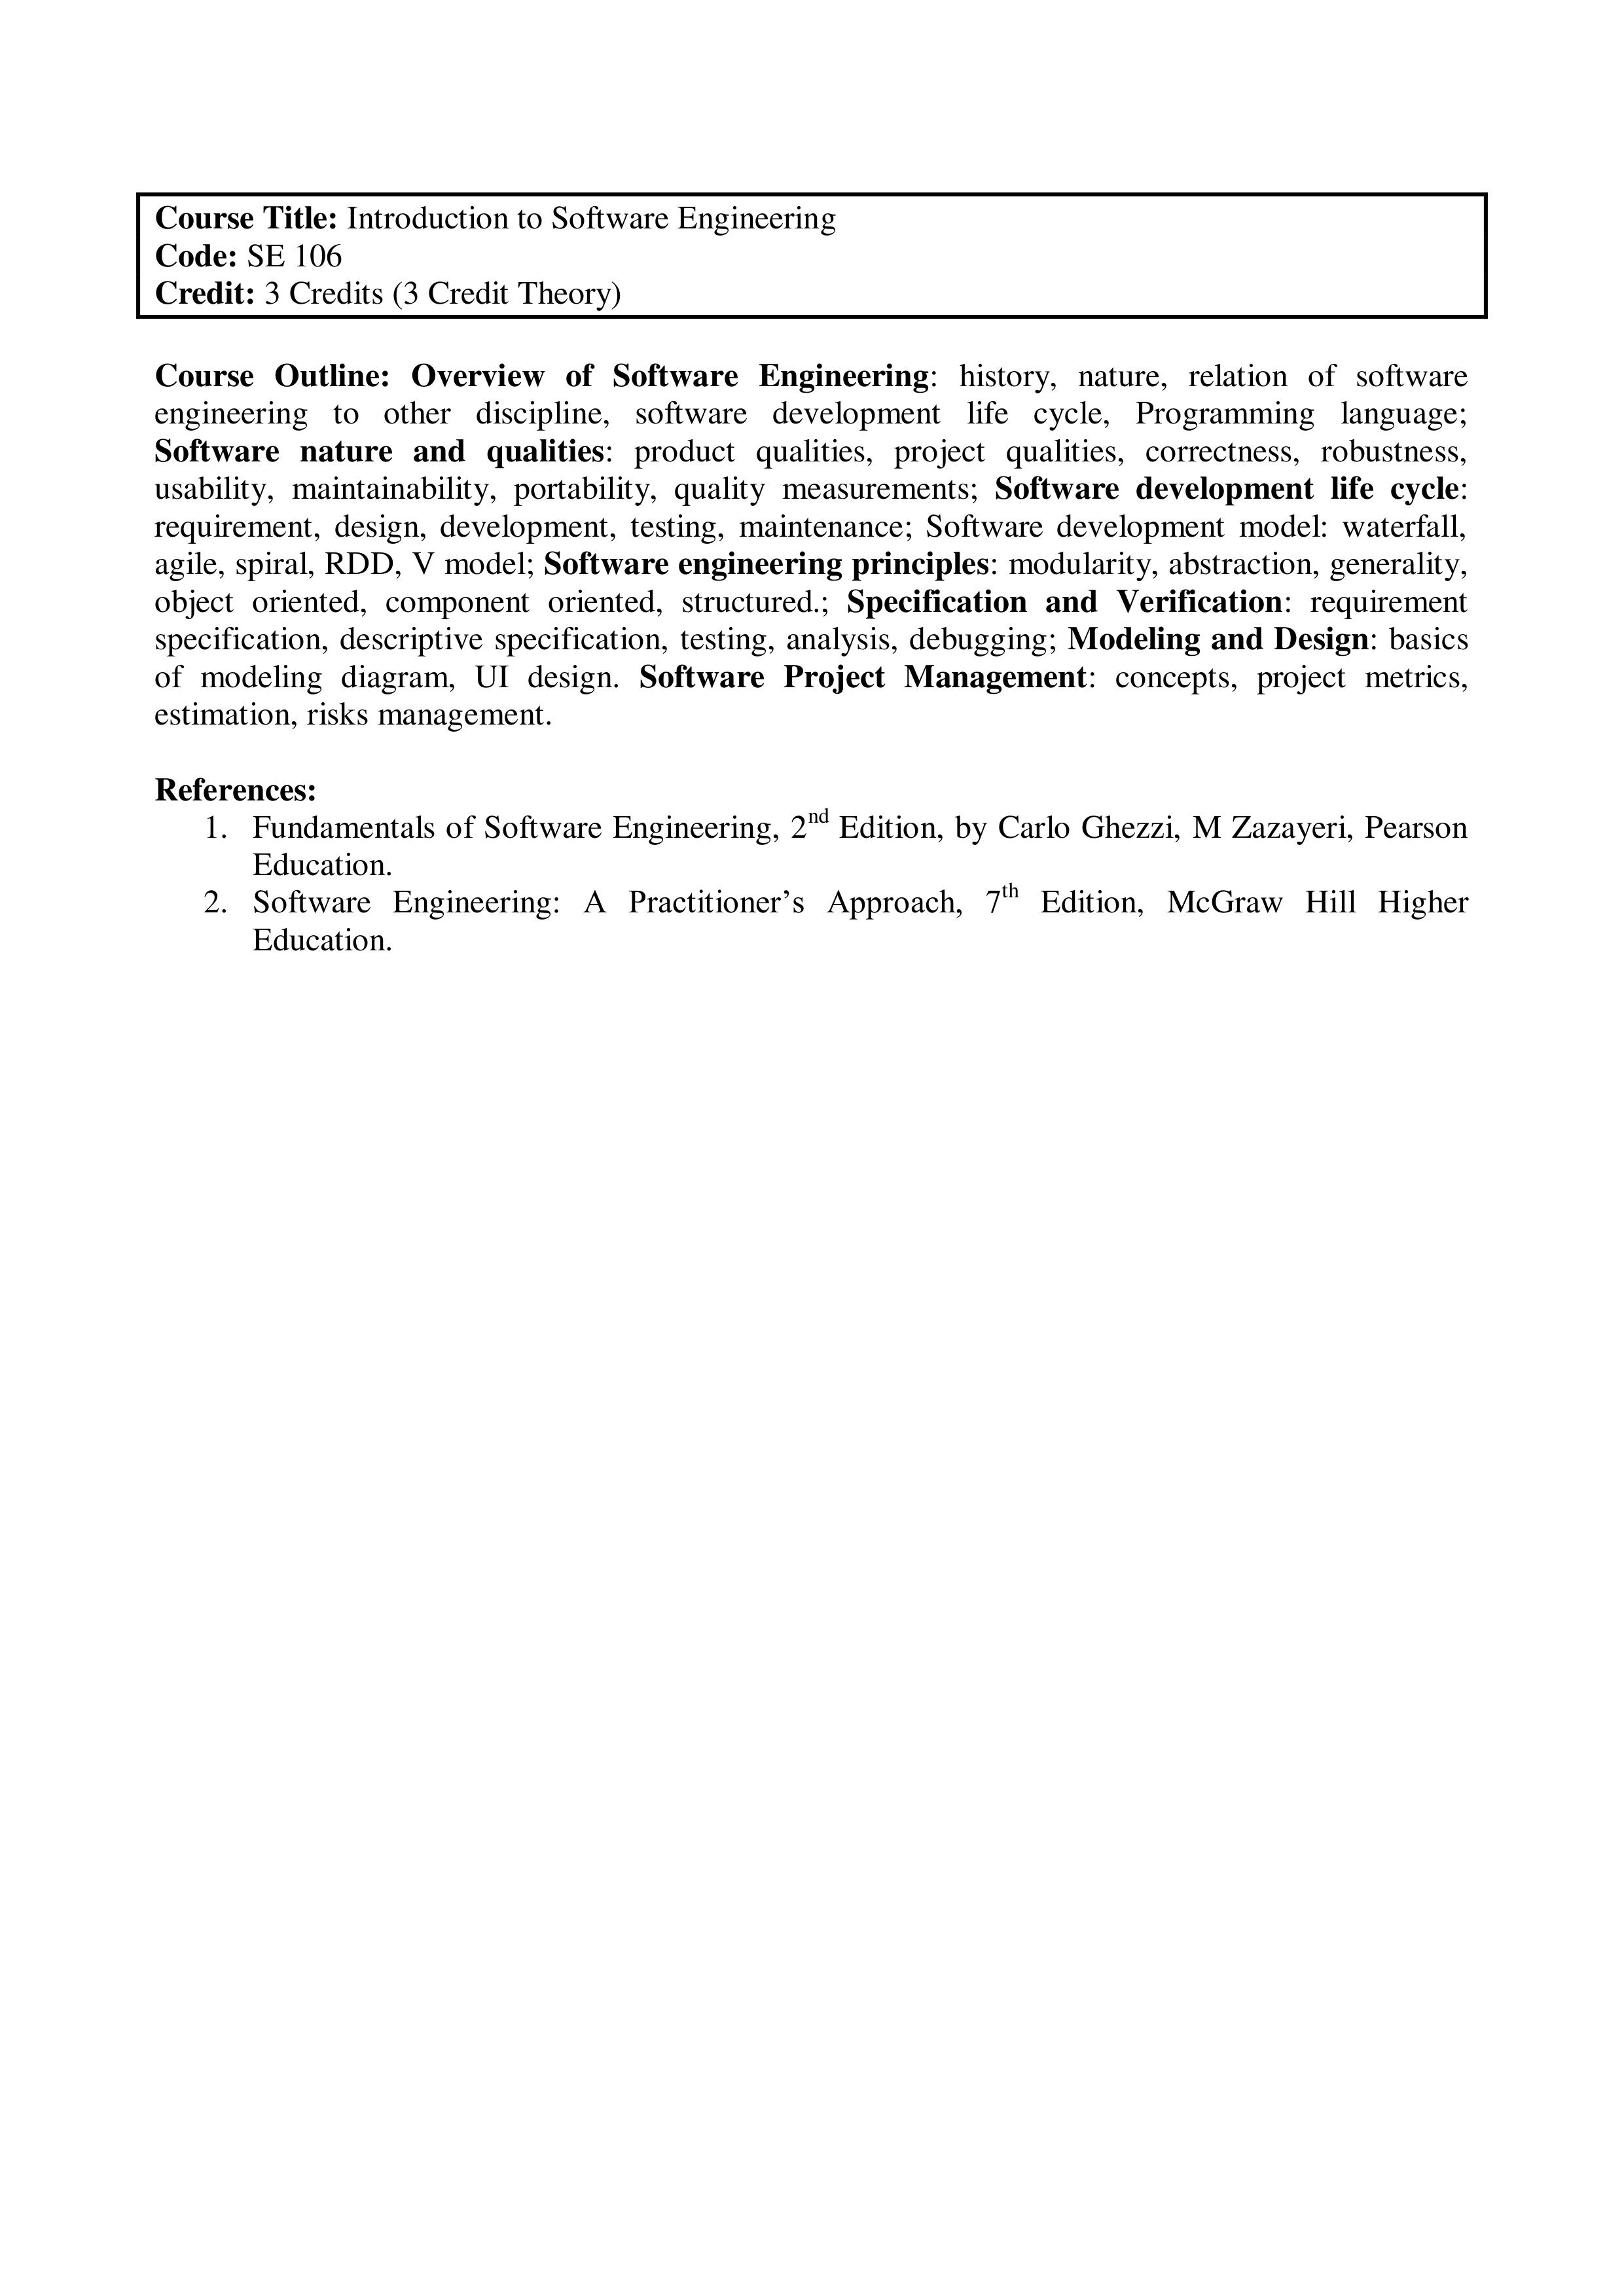 Course Title: Introduction to Software Engineering
Code: SE 106
Credit: 3 Credits (3 Credit Theory)
Course Outline: Overview of Software Engineering: history, nature, relation of software
engineering to other discipline, software development life cycle, Programming language;
Software nature and qualities: product qualities, project qualities, correctness, robustness,
usability, maintainability, portability, quality measurements; Software development life cycle:
requirement, design, development, testing, maintenance; Software development model: waterfall,
agile, spiral, RDD, V model; Software engineering principles: modularity, abstraction, generality,
object oriented, component oriented, structured.; Specification and Verification: requirement
specification, descriptive specification, testing, analysis, debugging; Modeling and Design: basics
of modeling diagram, UI design. Software Project Management: concepts, project metrics,
estimation, risks management.
References:
1. Fundamentals of Software Engineering, 2nd Edition, by Carlo Ghezzi, M Zazayeri, Pearson
Education.
2. Software Engineering: A Practitioner’s Approach, 7th Edition, McGraw Hill Higher
Education.